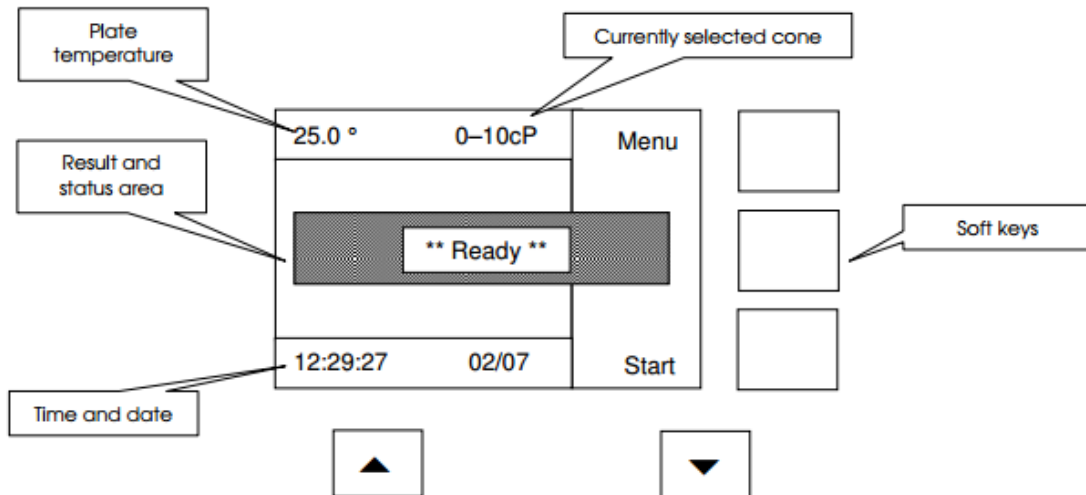 Plate
temperature
Currently selected cone
25.0 °
0–10cP
Menu
Result and
status area
** Ready **
Soft keys
12:29:27
02/07
Start
Time and date